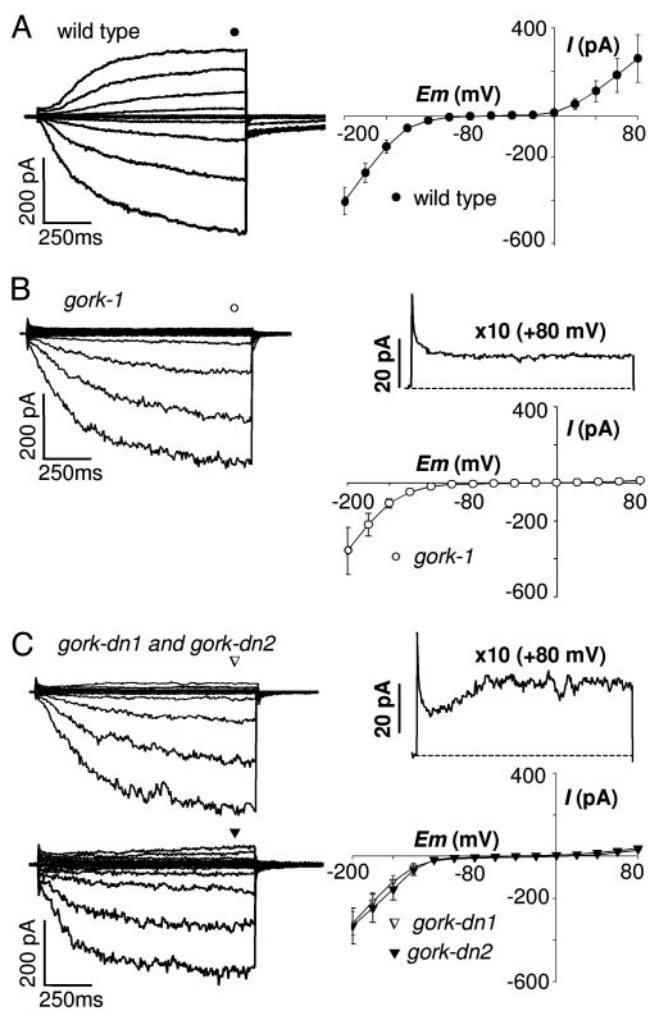 A
wild type
I (pA)
400
Em (mV)
-200
-80
80
-200
-600
wild type
200 pA
250ms
B
gork-1
x10 (+80 mV)
20 pA
400
I (pA)
Em (mV)
-200
-80
80
-200
-600
gork-1
200 pA
250ms
C
gork-dn1 and gork-dn2
x10 (+80 mV)
20 pA
400
I (pA)
Em (mV)
-200
-80
80
-200
-600
gork-dn1
gork-dn2
200 pA
250ms